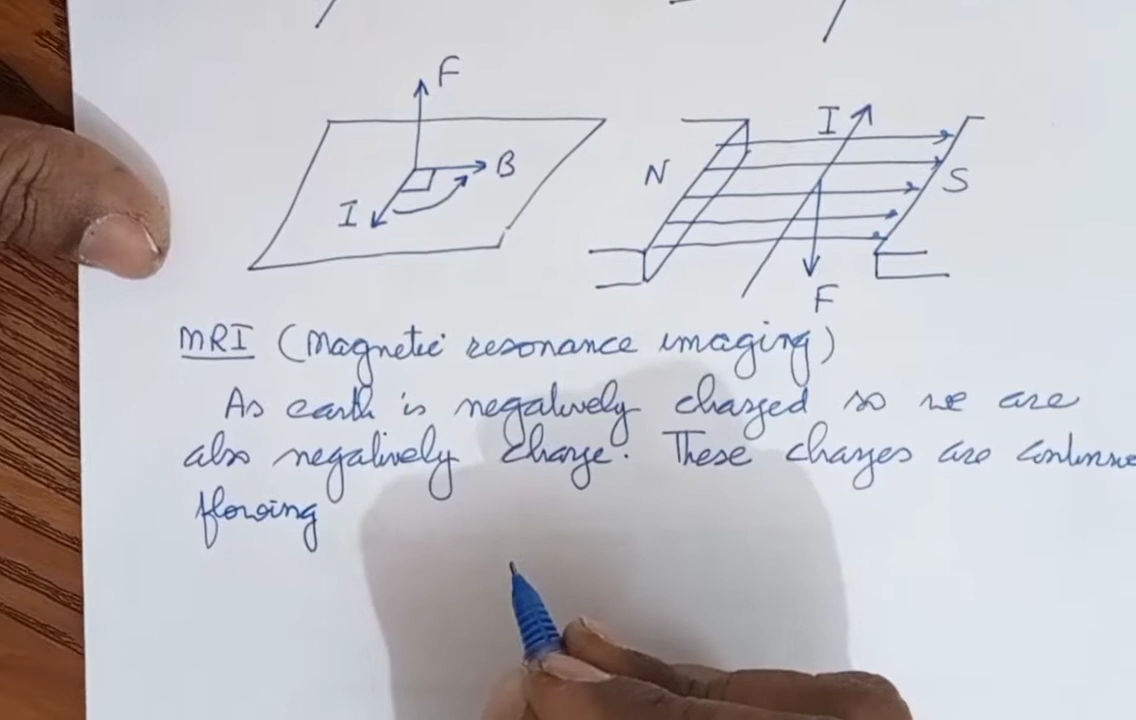 F
B
I
I
N
S
F
MRI (Magnetic resonance imaging)
As earth is negatively charged so we are
also negatively charge. These charges are continue
flowing